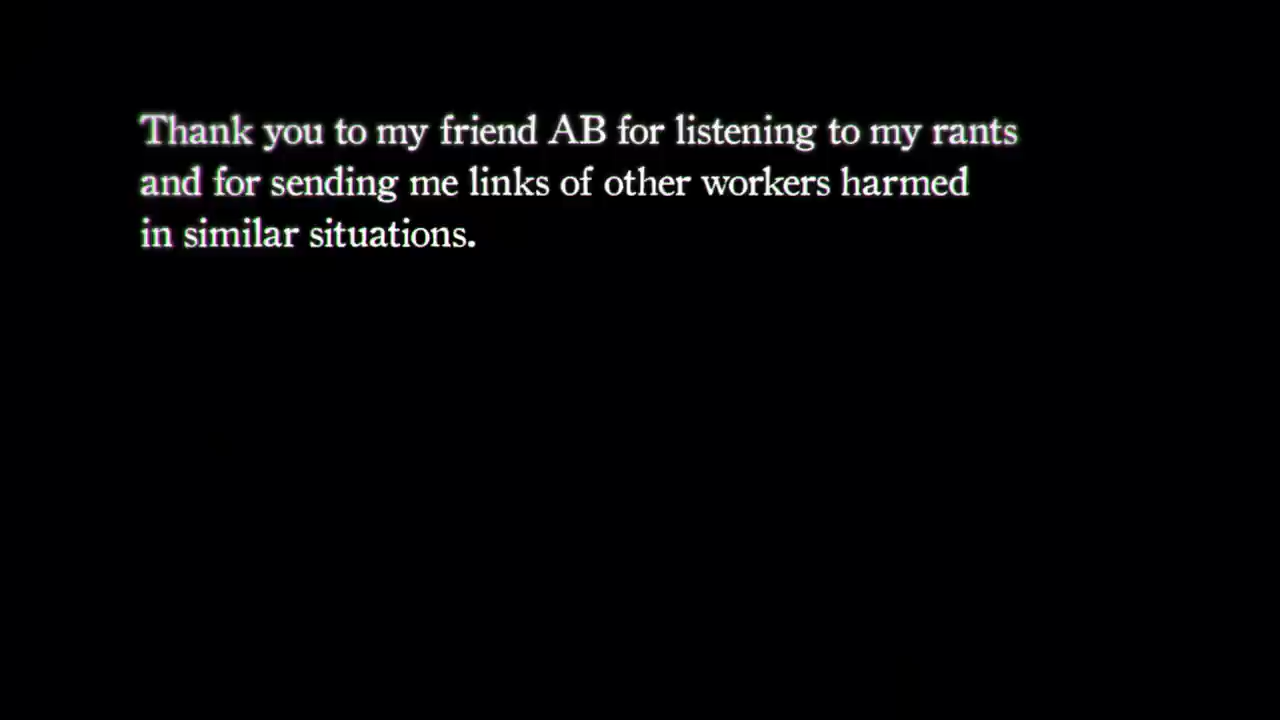 Thank you to my friend AB for listening to my rants
and for sending me links of other workers harmed
in similar situations.